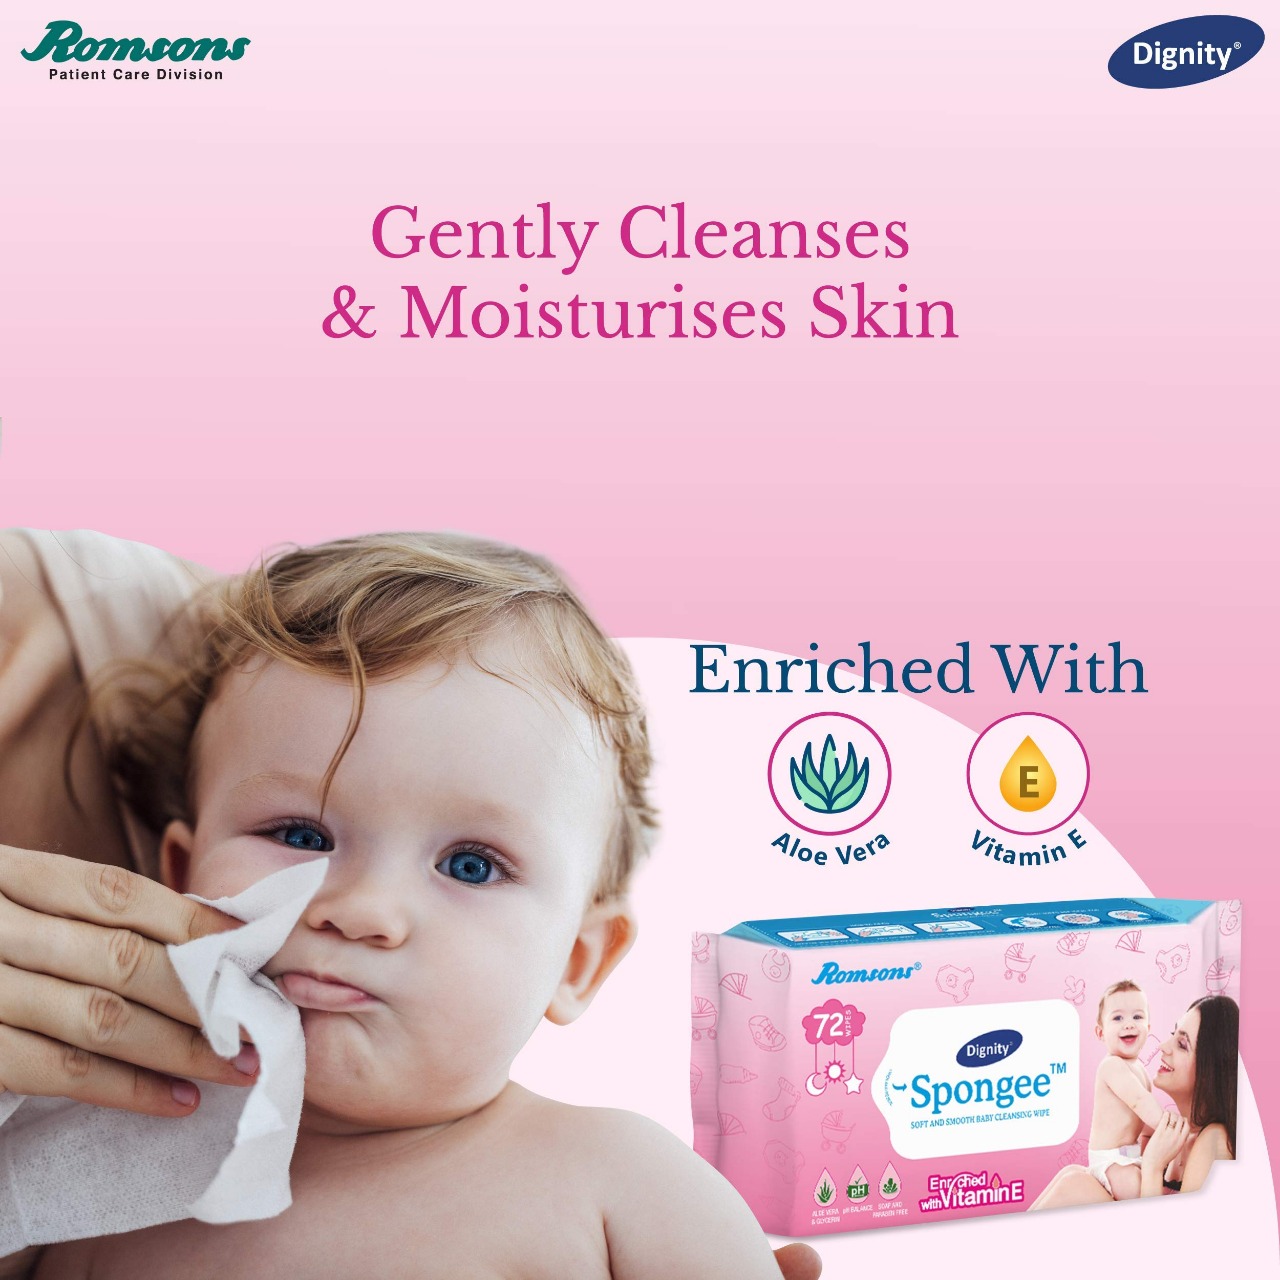 Romsons
Patient Care Division
Dignity®
Gently Cleanses
& Moisturises Skin
Enriched With
E
Aloe Vera
Vitamin E
Romsons®
72
WIPES
Dignity
Spongee™
SOFT AND SMOOTH BABY CLEANSING WIPE
ALOE VERA
& GLYCERIN
pH
pH BALANCE
SOAP AND
PARABEN FREE
Enriched
with Vitamin E